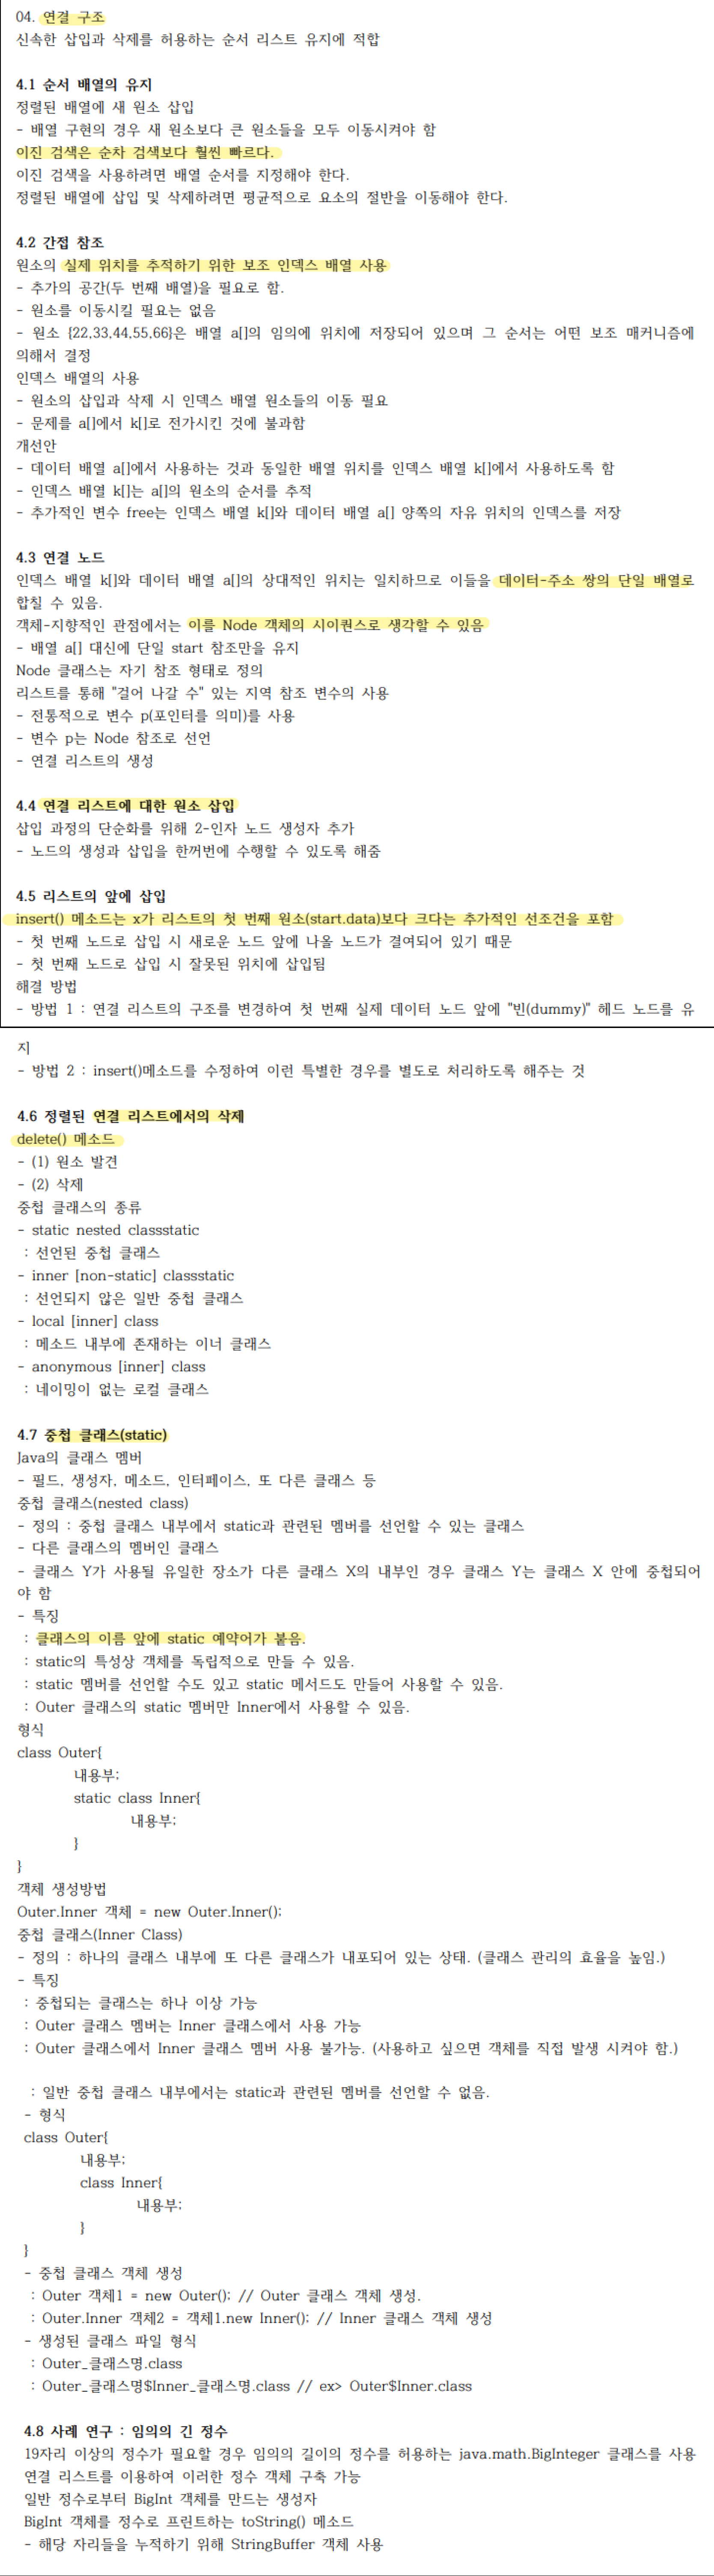 04. 연결 구조
신속한 삽입과 삭제를 허용하는 순서 리스트 유지에 적합
4.1 순서 배열의 유지
정렬된 배열에 새 원소 삽입
- 배열 구현의 경우 새 원소보다 큰 원소들을 모두 이동시켜야 함
이진 검색은 순차 검색보다 훨씬 빠르다.
이진 검색을 사용하려면 배열 순서를 지정해야 한다.
정렬된 배열에 삽입 및 삭제하려면 평균적으로 요소의 절반을 이동해야 한다.
4.2 간접 참조
원소의 실제 위치를 추적하기 위한 보조 인덱스 배열 사용
- 추가의 공간(두 번째 배열)을 필요로 함.
- 원소를 이동시킬 필요는 없음
- 원소 {22,33,44,55,66}은 배열 a[]의 임의에 위치에 저장되어 있으며 그 순서는 어떤 보조 매커니즘에
의해서 결정
인덱스 배열의 사용
- 원소의 삽입과 삭제 시 인덱스 배열 원소들의 이동 필요
- 문제를 a[]에서 k[]로 전가시킨 것에 불과함
개선안
- 데이터 배열 a[]에서 사용하는 것과 동일한 배열 위치를 인덱스 배열 k[]에서 사용하도록 함
- 인덱스 배열 k[]는 a[]의 원소의 순서를 추적
- 추가적인 변수 free는 인덱스 배열 k[]와 데이터 배열 a[] 양쪽의 자유 위치의 인덱스를 저장
4.3 연결 노드
인덱스 배열 k[]와 데이터 배열 a[]의 상대적인 위치는 일치하므로 이들을 데이터-주소 쌍의 단일 배열로
합칠 수 있음.
객체-지향적인 관점에서는 이를 Node 객체의 시이퀀스로 생각할 수 있음
- 배열 a[] 대신에 단일 start 참조만을 유지
Node 클래스는 자기 참조 형태로 정의
리스트를 통해 "걸어 나갈 수" 있는 지역 참조 변수의 사용
- 전통적으로 변수 p(포인터를 의미)를 사용
- 변수 p는 Node 참조로 선언
- 연결 리스트의 생성
4.4 연결 리스트에 대한 원소 삽입
삽입 과정의 단순화를 위해 2-인자 노드 생성자 추가
- 노드의 생성과 삽입을 한꺼번에 수행할 수 있도록 해줌
4.5 리스트의 앞에 삽입
insert() 메소드는 x가 리스트의 첫 번째 원소(start.data)보다 크다는 추가적인 선조건을 포함
- 첫 번째 노드로 삽입 시 새로운 노드 앞에 나올 노드가 결여되어 있기 때문
- 첫 번째 노드로 삽입 시 잘못된 위치에 삽입됨
해결 방법
- 방법 1 : 연결 리스트의 구조를 변경하여 첫 번째 실제 데이터 노드 앞에 "빈(dummy)" 헤드 노드를 유
지
- 방법 2 : insert()메소드를 수정하여 이런 특별한 경우를 별도로 처리하도록 해주는 것
4.6 정렬된 연결 리스트에서의 삭제
delete() 메소드
- (1) 원소 발견
- (2) 삭제
중첩 클래스의 종류
- static nested classstatic
: 선언된 중첩 클래스
- inner [non-static] classstatic
: 선언되지 않은 일반 중첩 클래스
- local [inner] class
: 메소드 내부에 존재하는 이너 클래스
- anonymous [inner] class
: 네이밍이 없는 로컬 클래스
4.7 중첩 클래스(static)
Java의 클래스 멤버
- 필드, 생성자, 메소드, 인터페이스, 또 다른 클래스 등
중첩 클래스(nested class)
- 정의 : 중첩 클래스 내부에서 static과 관련된 멤버를 선언할 수 있는 클래스
- 다른 클래스의 멤버인 클래스
- 클래스 Y가 사용될 유일한 장소가 다른 클래스 X의 내부인 경우 클래스 Y는 클래스 X 안에 중첩되어
야 함
- 특징
: 클래스의 이름 앞에 static 예약어가 붙음.
: static의 특성상 객체를 독립적으로 만들 수 있음.
: static 멤버를 선언할 수도 있고 static 메서드도 만들어 사용할 수 있음.
: Outer 클래스의 static 멤버만 Inner에서 사용할 수 있음.
형식
class Outer{
내용부;
static class Inner{
내용부;
}
}
객체 생성방법
Outer.Inner 객체 = new Outer.Inner();
중첩 클래스(Inner Class)
- 정의 : 하나의 클래스 내부에 또 다른 클래스가 내포되어 있는 상태. (클래스 관리의 효율을 높임.)
- 특징
: 중첩되는 클래스는 하나 이상 가능
: Outer 클래스 멤버는 Inner 클래스에서 사용 가능
: Outer 클래스에서 Inner 클래스 멤버 사용 불가능. (사용하고 싶으면 객체를 직접 발생 시켜야 함.)
: 일반 중첩 클래스 내부에서는 static과 관련된 멤버를 선언할 수 없음.
- 형식
class Outer{
내용부;
class Inner{
내용부;
}
}
- 중첩 클래스 객체 생성
: Outer 객체1 = new Outer(); // Outer 클래스 객체 생성.
: Outer.Inner 객체2 = 객체1.new Inner(); // Inner 클래스 객체 생성
- 생성된 클래스 파일 형식
: Outer_클래스명.class
: Outer_클래스명$Inner_클래스명.class // ex> Outer$Inner.class
4.8 사례 연구 : 임의의 긴 정수
19자리 이상의 정수가 필요할 경우 임의의 길이의 정수를 허용하는 java.math.BigInteger 클래스를 사용
연결 리스트를 이용하여 이러한 정수 객체 구축 가능
일반 정수로부터 BigInt 객체를 만드는 생성자
BigInt 객체를 정수로 프린트하는 toString() 메소드
- 해당 자리들을 누적하기 위해 StringBuffer 객체 사용